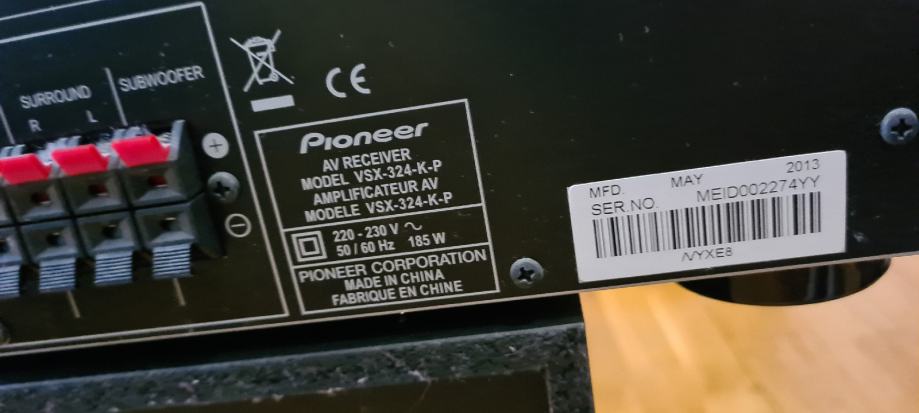 SURROUND
R L
SUBWOOFER
+
−
CE
Pioneer
AV RECEIVER
MODEL VSX-324-K-P
AMPLIFICATEUR AV
MODELE VSX-324-K-P
220 - 230 V ~
50 / 60 Hz 185 W
PIONEER CORPORATION
MADE IN CHINA
FABRIQUE EN CHINE
MFD. MAY 2013
SER.NO. MEID002274YY
/VYXE8